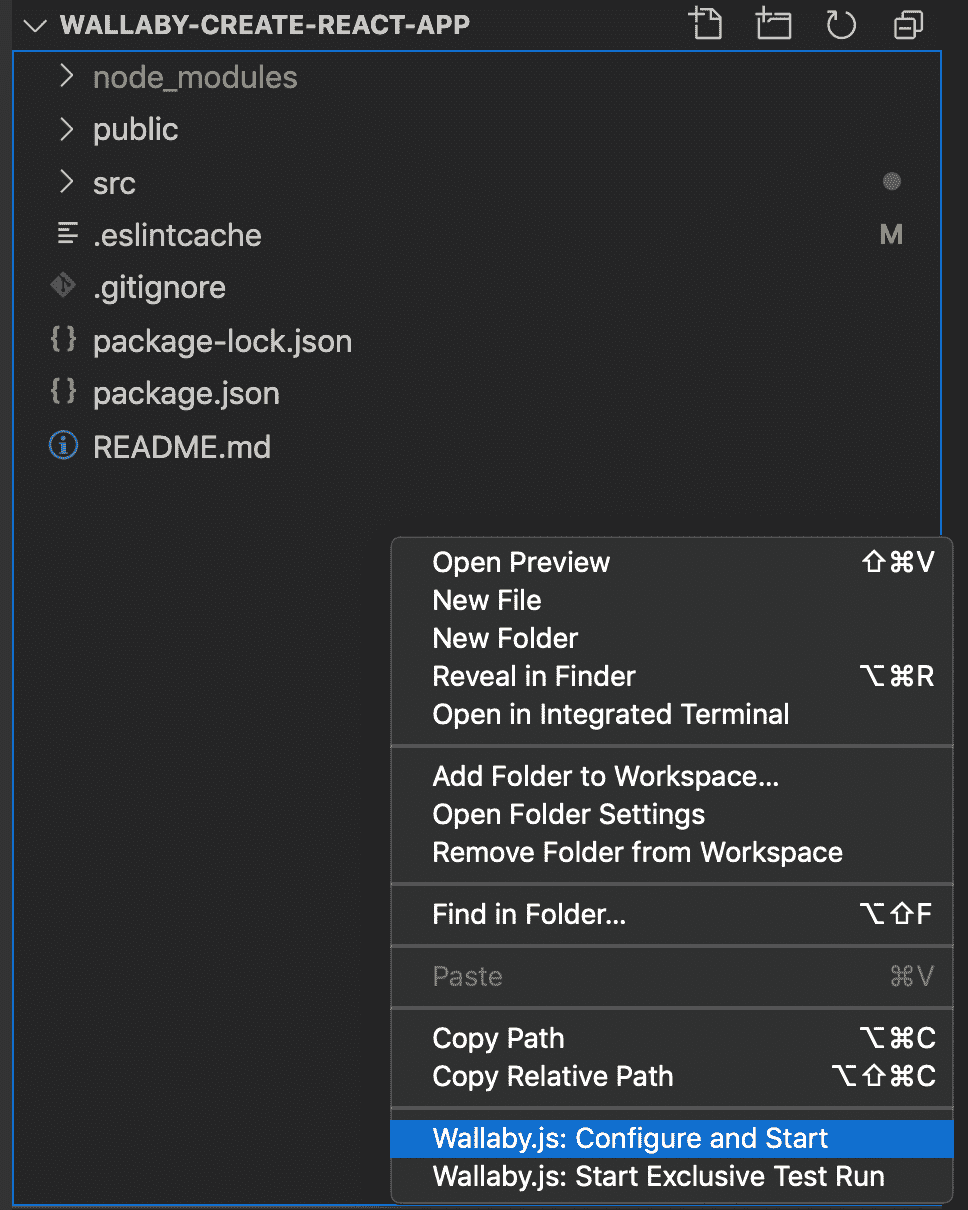 WALLABY-CREATE-REACT-APP
node_modules
public
src
.eslintcache M
.gitignore
{} package-lock.json
{} package.json
README.md
Open Preview ⇧⌘V
New File
New Folder
Reveal in Finder ⌥⌘R
Open in Integrated Terminal
Add Folder to Workspace...
Open Folder Settings
Remove Folder from Workspace
Find in Folder... ⌥⇧F
Paste ⌘V
Copy Path ⌥⌘C
Copy Relative Path ⌥⇧⌘C
Wallaby.js: Configure and Start
Wallaby.js: Start Exclusive Test Run